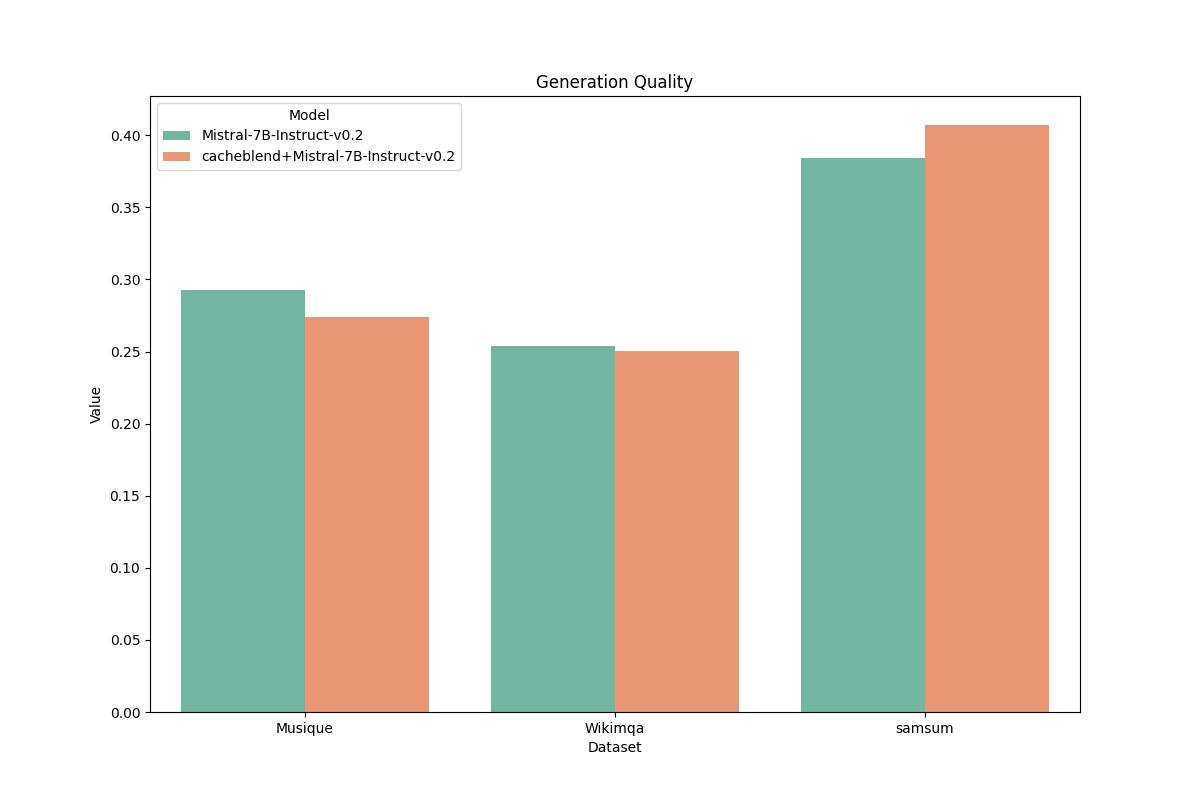 Generation Quality
Model
Mistral-7B-Instruct-v0.2
cacheblend+Mistral-7B-Instruct-v0.2
0.40
0.35
0.30
0.25
0.20
0.15
0.10
0.05
0.00
Value
Musique
Wikimqa
samsum
Dataset